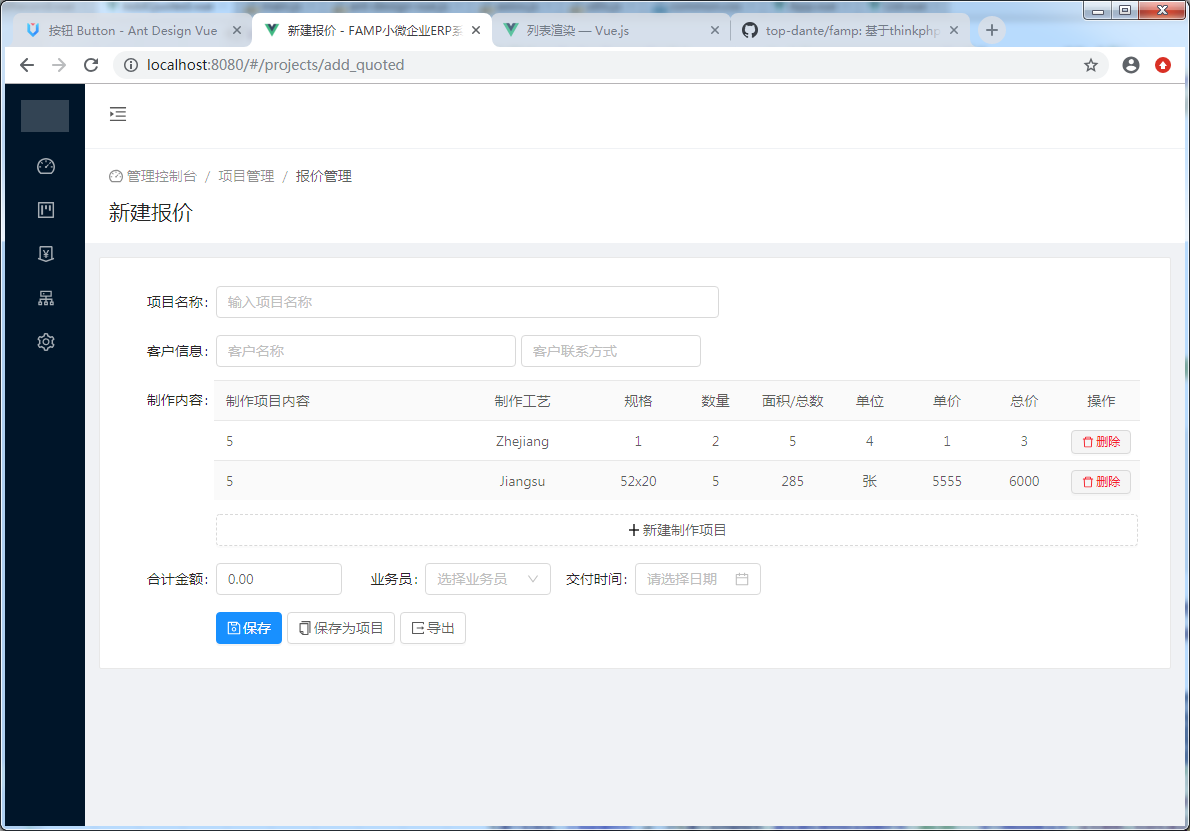 按钮 Button - Ant Design Vue
新建报价 - FAMP小微企业ERP
列表渲染 — Vue.js
top-dante/famp: 基于thinkphp
localhost:8080/#/projects/add_quoted
管理控制台 / 项目管理 / 报价管理
新建报价
项目名称: 输入项目名称
客户信息: 客户名称 客户联系方式
制作内容: 制作项目内容 制作工艺 规格 数量 面积/总数 单位 单价 总价 操作
5 Zhejiang 1 2 5 4 1 3 删除
5 Jiangsu 52x20 5 285 张 5555 6000 删除
新建制作项目
合计金额: 0.00 业务员: 选择业务员 交付时间: 请选择日期
保存 保存为项目 导出